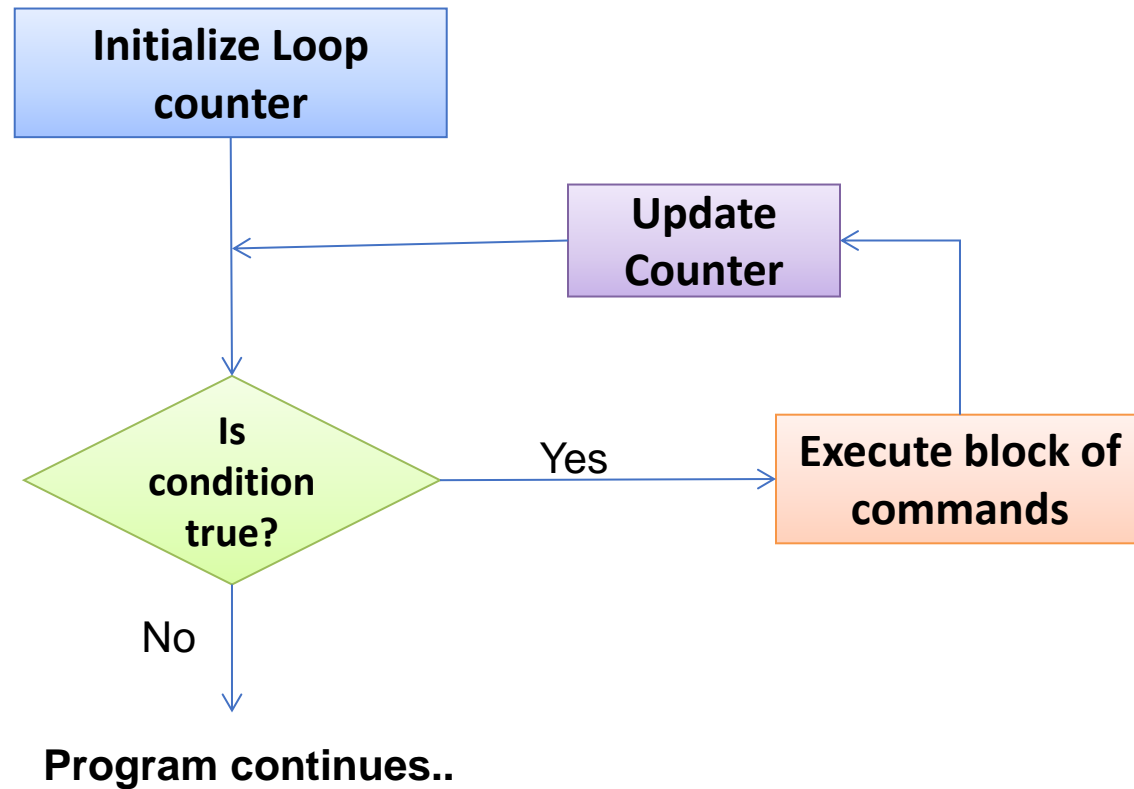 Initialize Loop
counter
Update
Counter
Is
condition
true?
Yes
Execute block of
commands
No
Program continues..